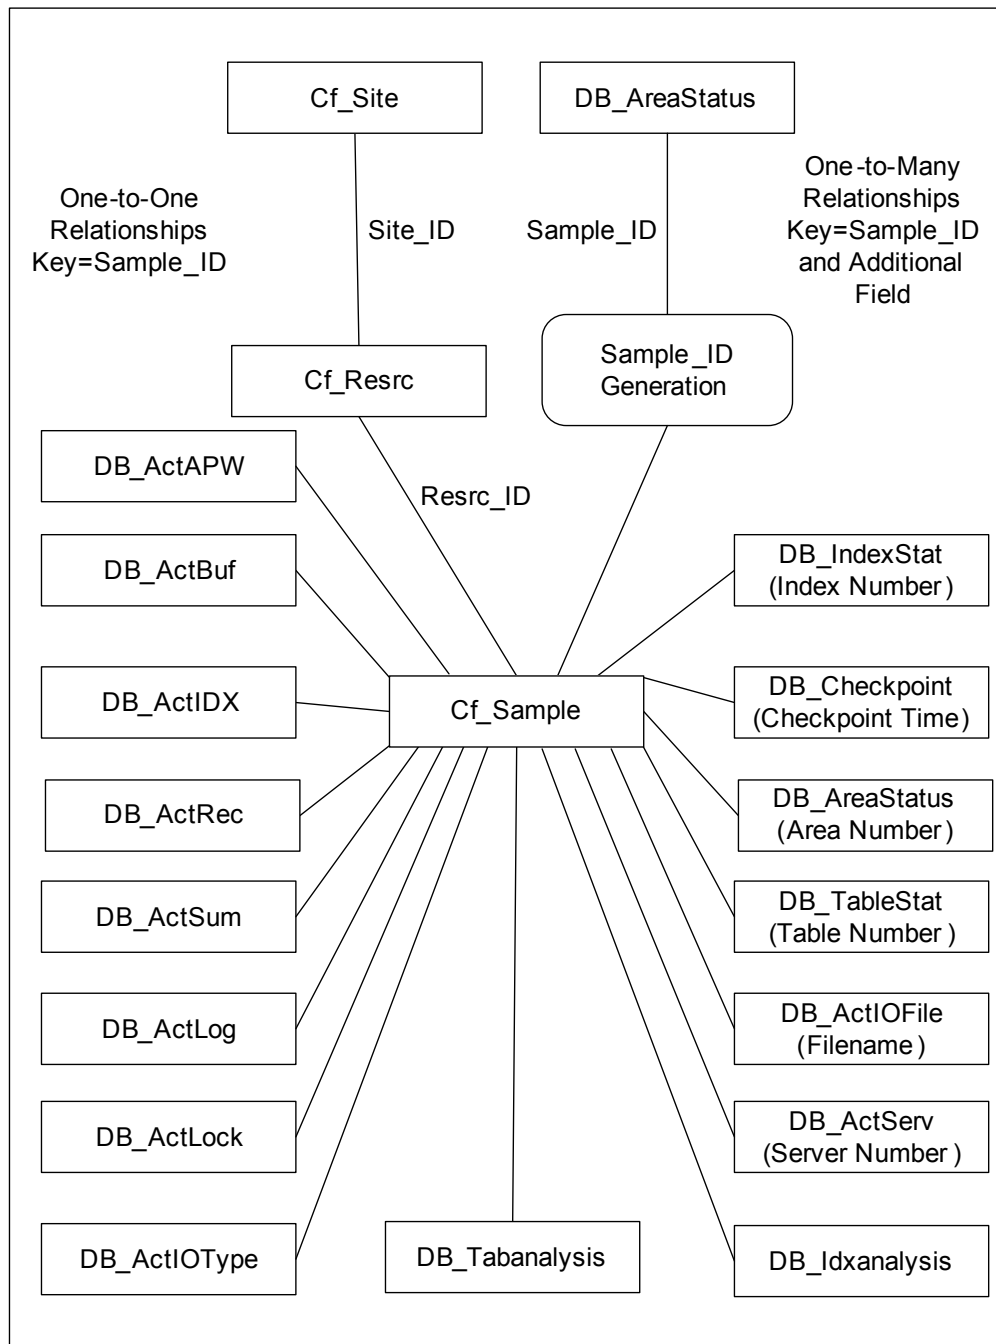 Cf_Site
DB_AreaStatus
One-to-One
Relationships
Key=Sample_ID
Site_ID
Sample_ID
One-to-Many
Relationships
Key=Sample_ID
and Additional
Field
Cf_Resrc
Sample_ID
Generation
DB_ActAPW
Resrc_ID
DB_ActBuf
DB_IndexStat
(Index Number)
DB_ActIDX
Cf_Sample
DB_Checkpoint
(Checkpoint Time)
DB_ActRec
DB_AreaStatus
(Area Number)
DB_ActSum
DB_TableStat
(Table Number)
DB_ActLog
DB_ActIOFile
(Filename)
DB_ActLock
DB_ActServ
(Server Number)
DB_ActIOType
DB_Tabanalysis
DB_Idxanalysis